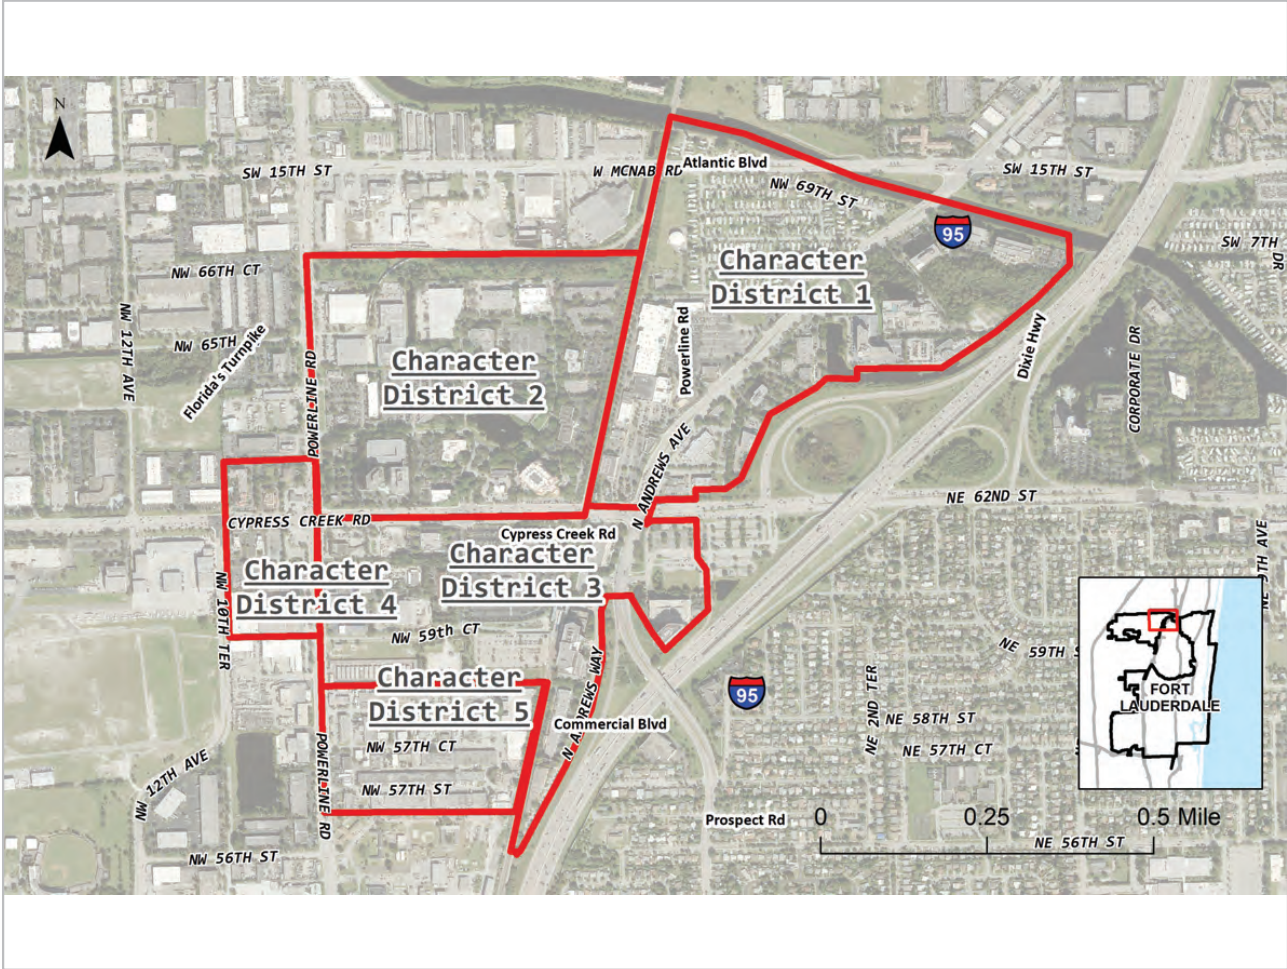 N
SW 15TH ST
W MCNAB RD
Atlantic Blvd
SW 15TH ST
NW 69TH ST
95
SW 7TH
DR
NW 66TH CT
Character
District 1
NW 12TH AVE
NW 65TH
Florida's Turnpike
POWERLINE RD
Character
District 2
Powerline Rd
Dixie Hwy
CORPORATE DR
N ANDREWS AVE
NE 62ND ST
CYPRESS CREEK RD
Cypress Creek Rd
Character
District 3
Character
District 4
NW 10TH TER
NW 59th CT
NE 59TH S
Character
District 5
N ANDREWS WAY
95
Commercial Blvd
NE 2ND TER
NE 58TH ST
NE 57TH CT
FORT
LAUDERDALE
NW 57TH CT
NW 12TH AVE
POWERLINE RD
NW 57TH ST
Prospect Rd
0 0.25 0.5 Mile
NE 56TH ST
NW 56TH ST